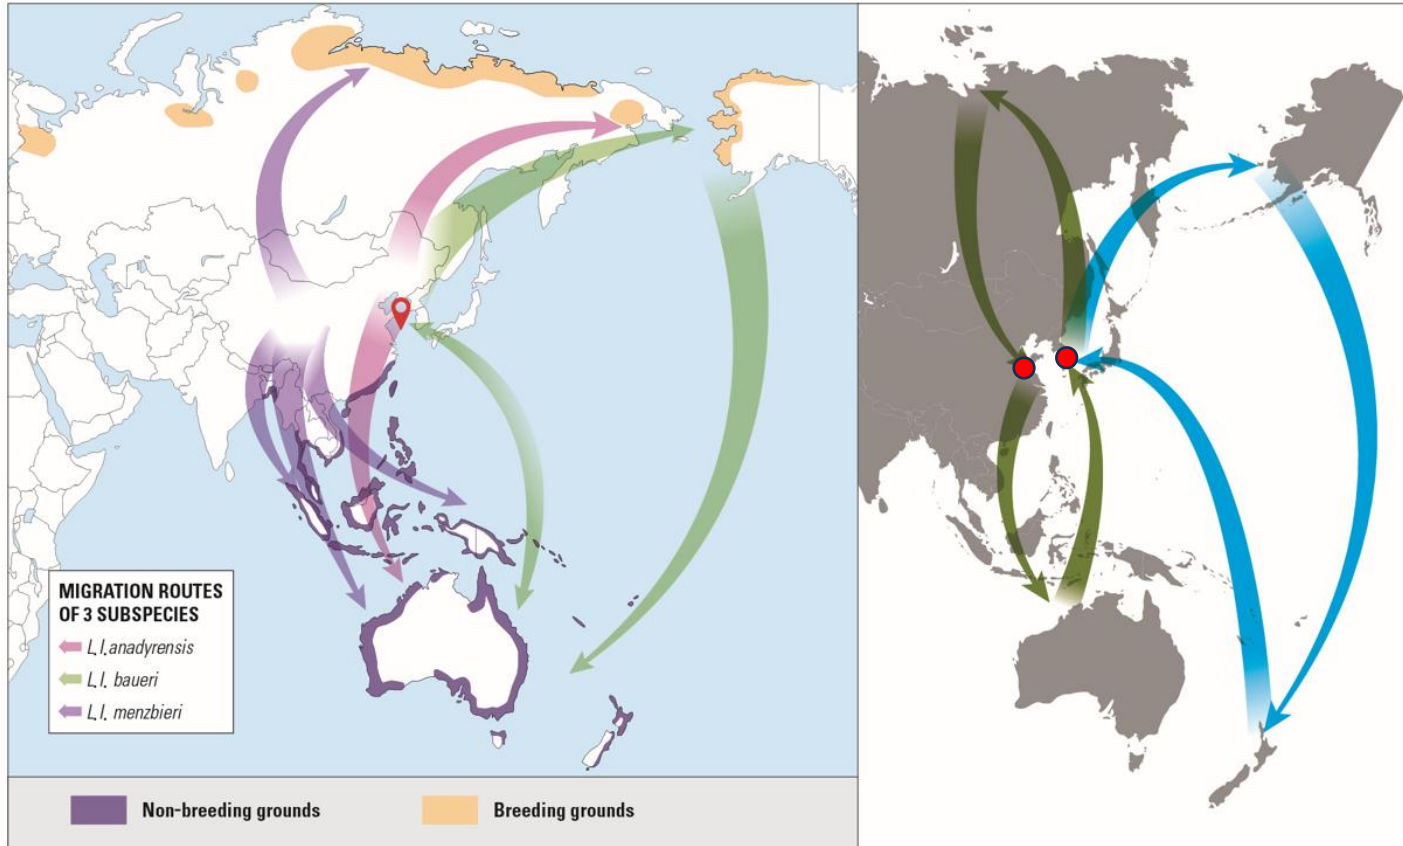 MIGRATION ROUTES
OF 3 SUBSPECIES
L.l.anadyrensis
L.l. baueri
L.l. menzbieri
Non-breeding grounds
Breeding grounds